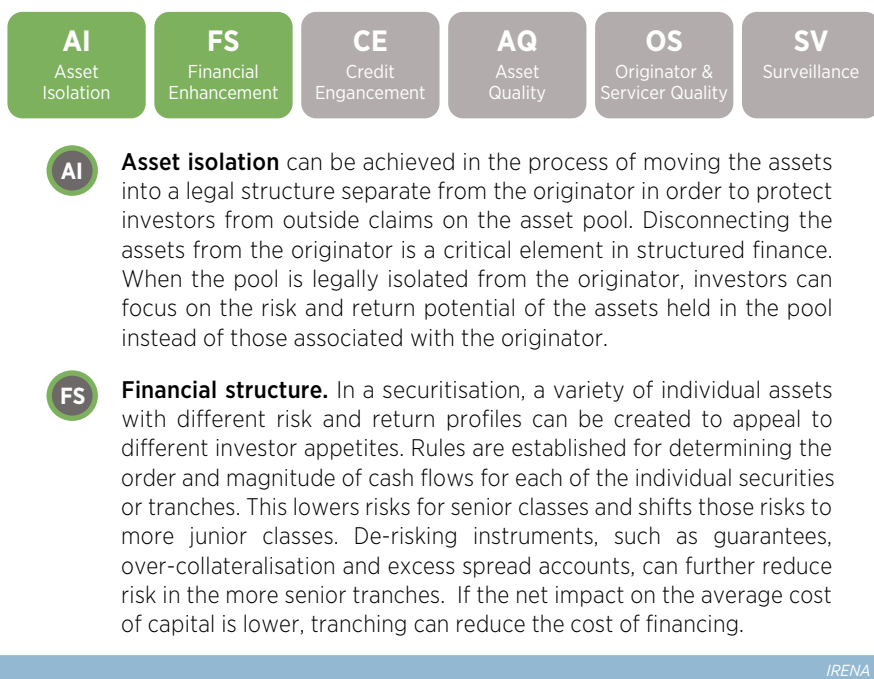 AI
Asset
Isolation
FS
Financial
Enhancement
CE
Credit
Engancement
AQ
Asset
Quality
OS
Originator &
Servicer Quality
SV
Surveillance
AI
Asset isolation can be achieved in the process of moving the assets
into a legal structure separate from the originator in order to protect
investors from outside claims on the asset pool. Disconnecting the
assets from the originator is a critical element in structured finance.
When the pool is legally isolated from the originator, investors can
focus on the risk and return potential of the assets held in the pool
instead of those associated with the originator.
FS
Financial structure. In a securitisation, a variety of individual assets
with different risk and return profiles can be created to appeal to
different investor appetites. Rules are established for determining the
order and magnitude of cash flows for each of the individual securities
or tranches. This lowers risks for senior classes and shifts those risks to
more junior classes. De-risking instruments, such as guarantees,
over-collateralisation and excess spread accounts, can further reduce
risk in the more senior tranches. If the net impact on the average cost
of capital is lower, tranching can reduce the cost of financing.
IRENA